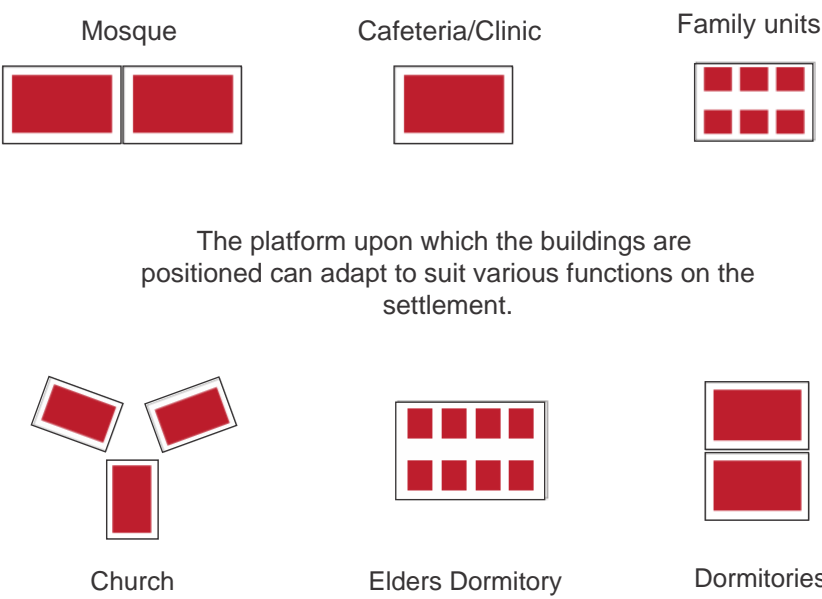 Mosque
Cafeteria/Clinic
Family units
The platform upon which the buildings are
positioned can adapt to suit various functions on the
settlement.
Church
Elders Dormitory
Dormitories